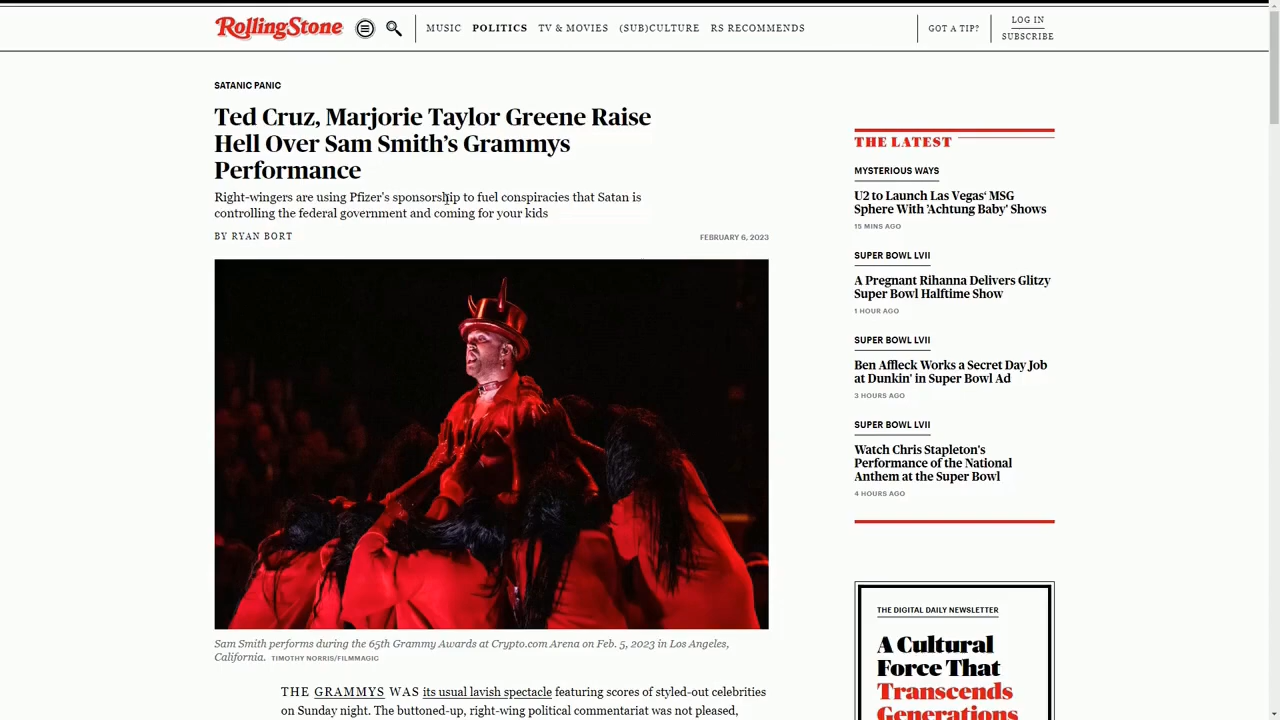 RollingStone
MUSIC POLITICS TV & MOVIES (SUB)CULTURE RS RECOMMENDS
GOT A TIP?
LOG IN
SUBSCRIBE
SATANIC PANIC
Ted Cruz, Marjorie Taylor Greene Raise
Hell Over Sam Smith's Grammys
Performance
Right-wingers are using Pfizer's sponsorship to fuel conspiracies that Satan is
controlling the federal government and coming for your kids
BY RYAN BORT
FEBRUARY 6, 2023
Sam Smith performs during the 65th Grammy Awards at Crypto.com Arena on Feb. 5, 2023 in Los Angeles,
California. TIMOTHY NORRIS/FILMMAGIC
THE GRAMMYS WAS its usual lavish spectacle featuring scores of styled-out celebrities
on Sunday night. The buttoned-up, right-wing political commentariat was not pleased,
THE LATEST
MYSTERIOUS WAYS
U2 to Launch Las Vegas‘ MSG
Sphere With ’Achtung Baby' Shows
15 MINS AGO
SUPER BOWL LVII
A Pregnant Rihanna Delivers Glitzy
Super Bowl Halftime Show
1 HOUR AGO
SUPER BOWL LVII
Ben Affleck Works a Secret Day Job
at Dunkin' in Super Bowl Ad
3 HOURS AGO
SUPER BOWL LVII
Watch Chris Stapleton's
Performance of the National
Anthem at the Super Bowl
4 HOURS AGO
THE DIGITAL DAILY NEWSLETTER
A Cultural
Force That
Transcends
Generations